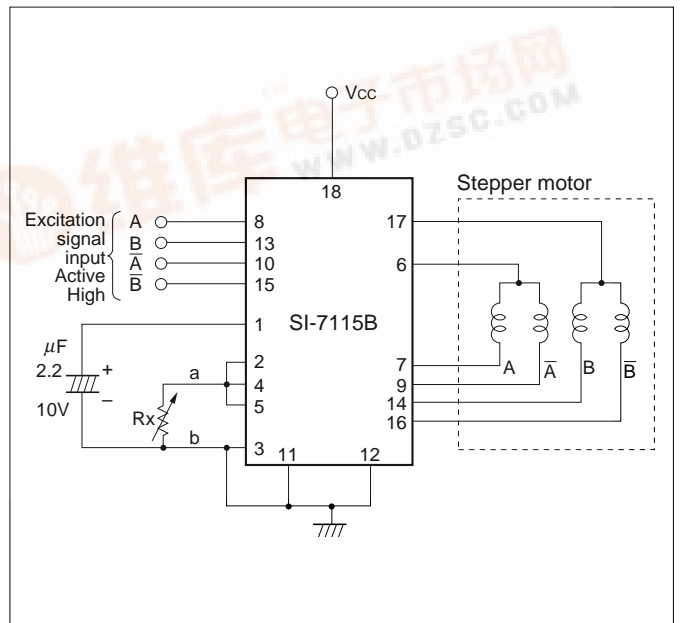 维库电子市场网
WWW.DZSC.COM
Vcc
18
Stepper motor
Excitation
signal
input
Active
High
A
B
A̅
B̅
8
13
10
15
17
6
SI-7115B
1
2
4
5
3
7
9
14
16
11
12
A
A̅
B
B̅
μF
2.2
10V
+
–
a
Rx
b